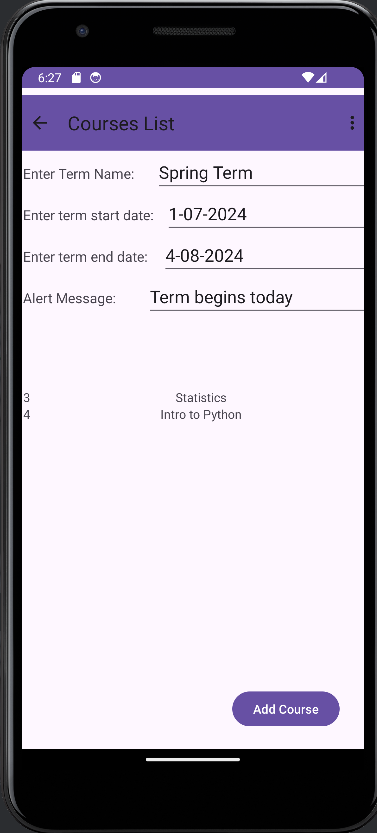 6:27
Courses List
Enter Term Name: Spring Term
Enter term start date: 1-07-2024
Enter term end date: 4-08-2024
Alert Message: Term begins today
3 Statistics
4 Intro to Python
Add Course